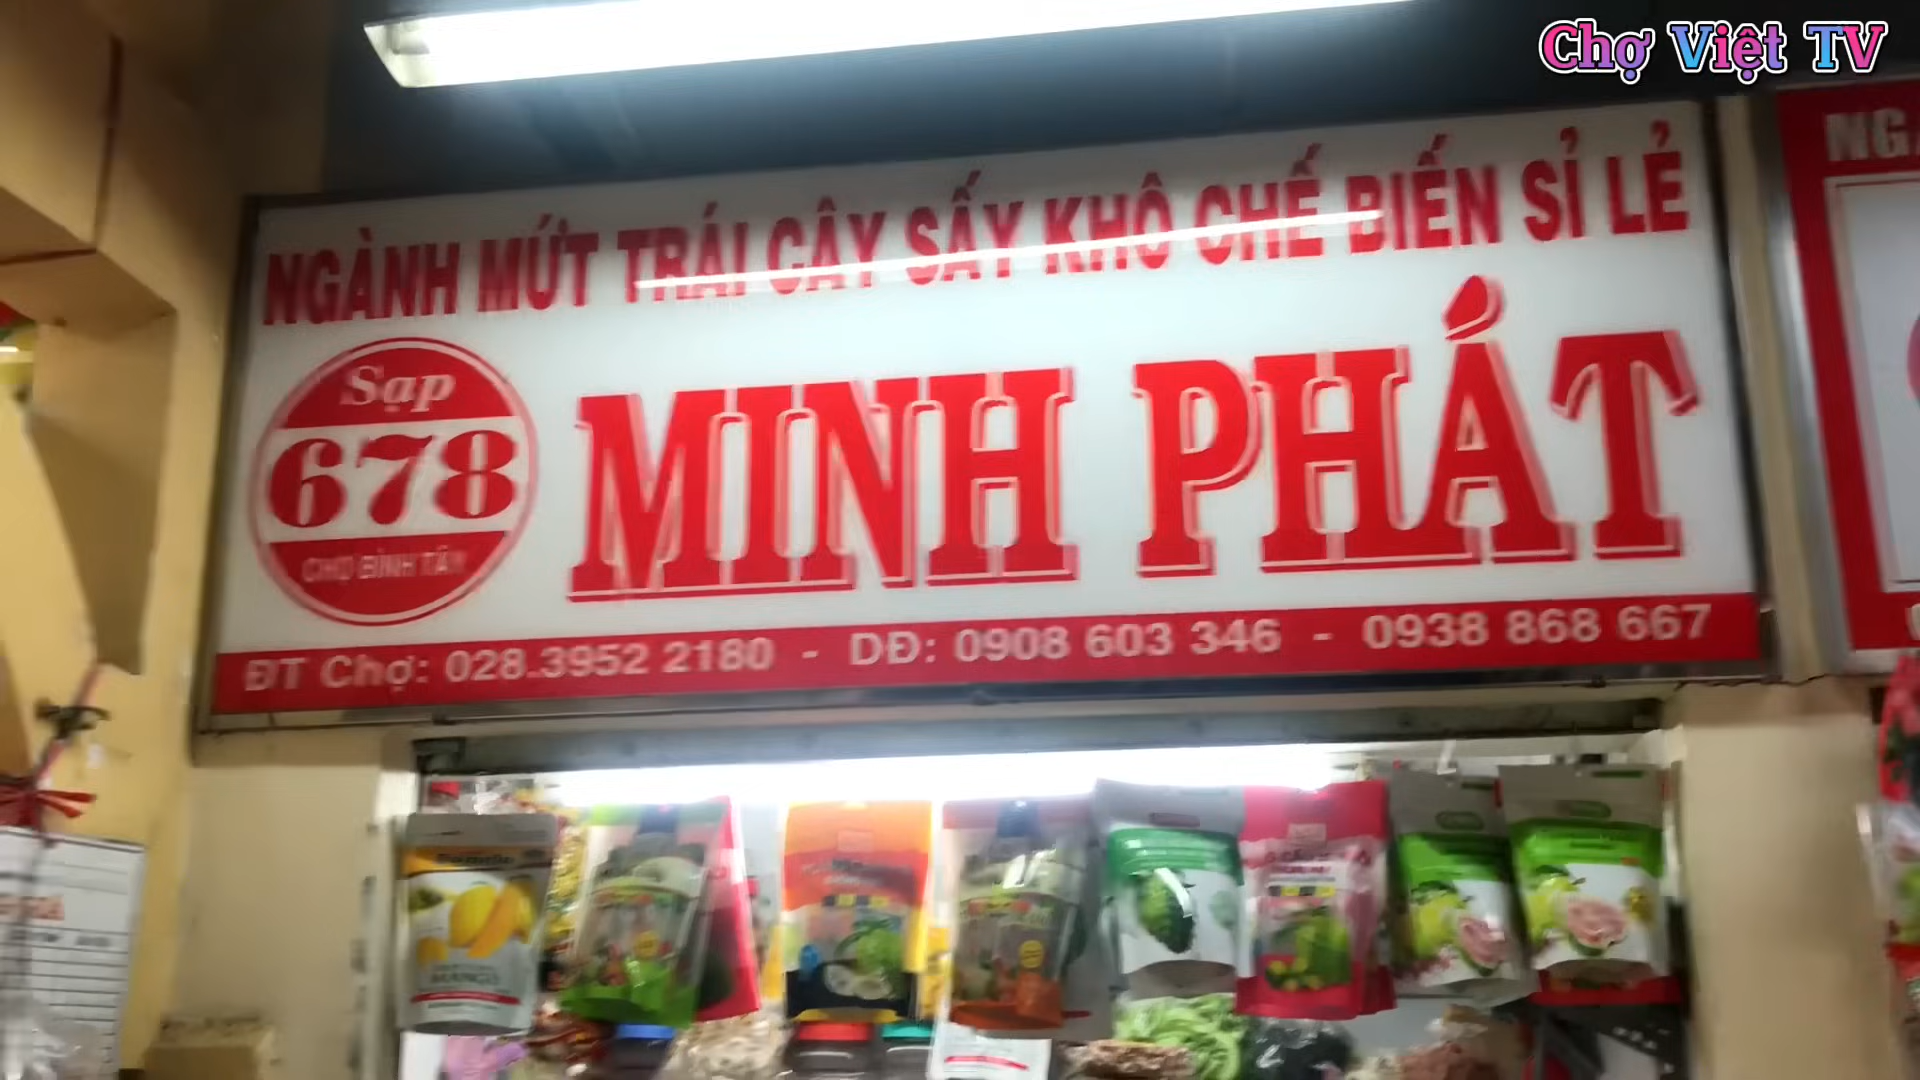 Chợ Việt TV
NGÀNH MỨT TRÁI CÂY SẤY KHÔ CHẾ BIẾN SỈ LẺ
Sạp
678
CHỢ BÌNH TÂY
MINH PHÁT
ĐT Chợ: 028.3952 2180 - DĐ: 0908 603 346 - 0938 868 667
MANGO